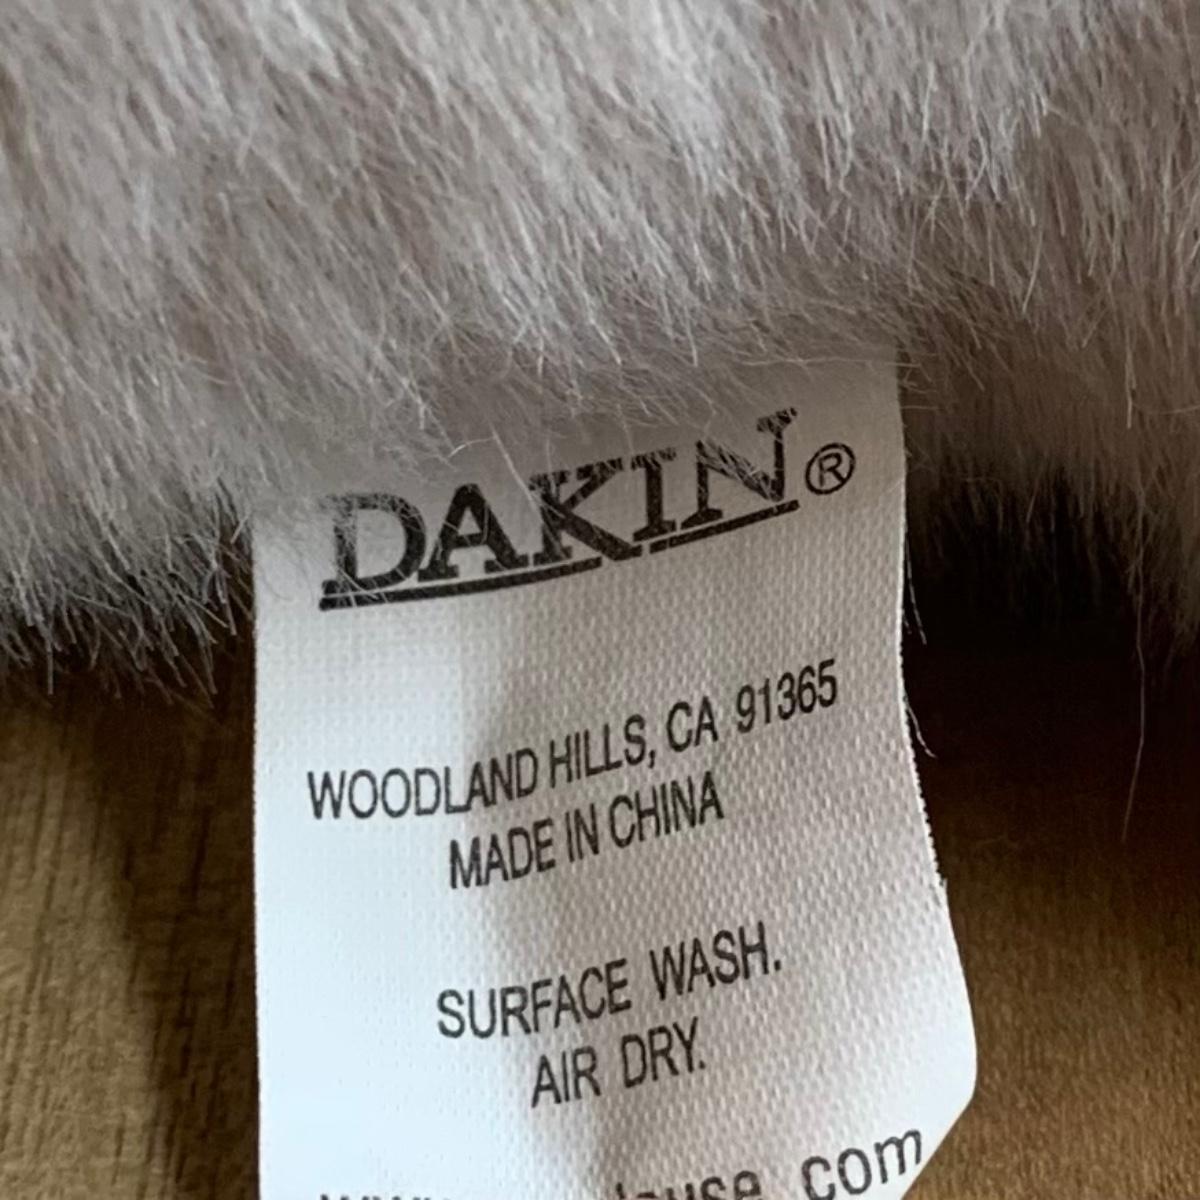 DAKIN®
WOODLAND HILLS, CA 91365
MADE IN CHINA
SURFACE WASH.
AIR DRY.